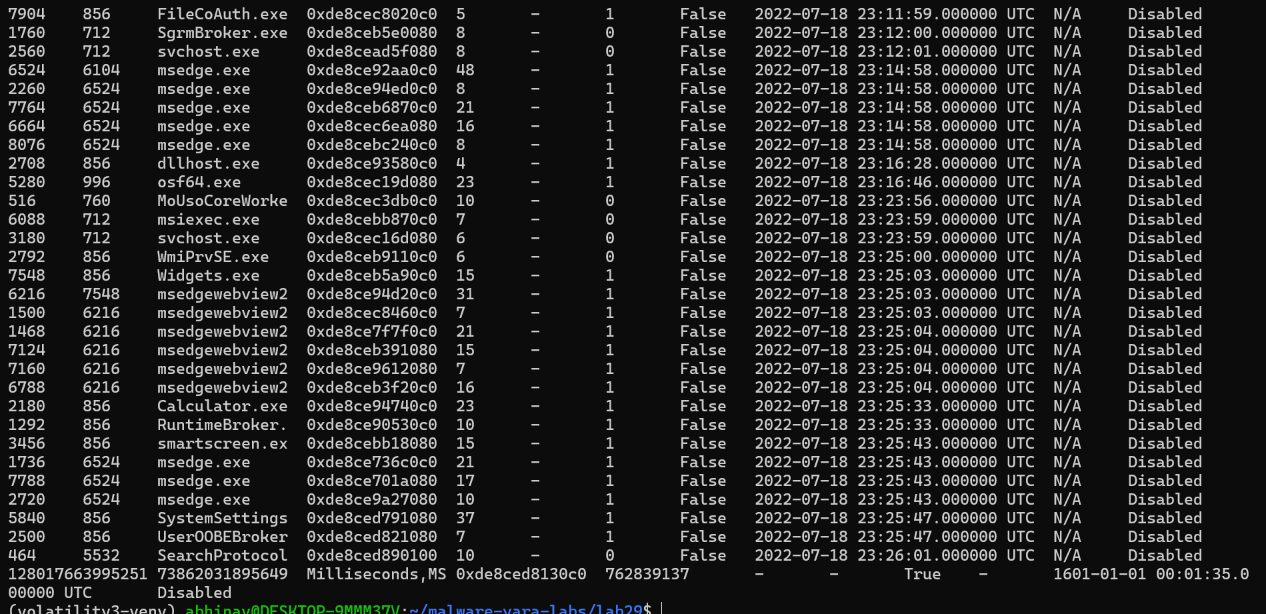 7904 856 FileCoAuth.exe 0xde8cec8020c0 5 - 1 False 2022-07-18 23:11:59.000000 UTC N/A Disabled
1760 712 SgrmBroker.exe 0xde8ceb5e0080 8 - 0 False 2022-07-18 23:12:00.000000 UTC N/A Disabled
2560 712 svchost.exe 0xde8cead5f080 8 - 0 False 2022-07-18 23:12:01.000000 UTC N/A Disabled
6524 6104 msedge.exe 0xde8ce92aa0c0 48 - 1 False 2022-07-18 23:14:58.000000 UTC N/A Disabled
2260 6524 msedge.exe 0xde8ce94ed0c0 8 - 1 False 2022-07-18 23:14:58.000000 UTC N/A Disabled
7764 6524 msedge.exe 0xde8ceb6870c0 21 - 1 False 2022-07-18 23:14:58.000000 UTC N/A Disabled
6664 6524 msedge.exe 0xde8cec6ea080 16 - 1 False 2022-07-18 23:14:58.000000 UTC N/A Disabled
8076 6524 msedge.exe 0xde8cebc240c0 8 - 1 False 2022-07-18 23:14:58.000000 UTC N/A Disabled
2708 856 dllhost.exe 0xde8ce93580c0 4 - 1 False 2022-07-18 23:16:28.000000 UTC N/A Disabled
5280 996 osf64.exe 0xde8cec19d080 23 - 1 False 2022-07-18 23:16:46.000000 UTC N/A Disabled
516 760 MoUsoCoreWorke 0xde8cec3db0c0 10 - 0 False 2022-07-18 23:23:56.000000 UTC N/A Disabled
6088 712 msiexec.exe 0xde8cebb870c0 7 - 0 False 2022-07-18 23:23:59.000000 UTC N/A Disabled
3180 712 svchost.exe 0xde8cec16d080 6 - 0 False 2022-07-18 23:23:59.000000 UTC N/A Disabled
2792 856 WmiPrvSE.exe 0xde8ceb9110c0 6 - 0 False 2022-07-18 23:25:00.000000 UTC N/A Disabled
7548 856 Widgets.exe 0xde8ceb5a90c0 15 - 1 False 2022-07-18 23:25:03.000000 UTC N/A Disabled
6216 7548 msedgewebview2 0xde8ce94d20c0 31 - 1 False 2022-07-18 23:25:03.000000 UTC N/A Disabled
1500 6216 msedgewebview2 0xde8cec8460c0 7 - 1 False 2022-07-18 23:25:03.000000 UTC N/A Disabled
1468 6216 msedgewebview2 0xde8ce7f7f0c0 21 - 1 False 2022-07-18 23:25:04.000000 UTC N/A Disabled
7124 6216 msedgewebview2 0xde8ceb391080 15 - 1 False 2022-07-18 23:25:04.000000 UTC N/A Disabled
7160 6216 msedgewebview2 0xde8ce9612080 7 - 1 False 2022-07-18 23:25:04.000000 UTC N/A Disabled
6788 6216 msedgewebview2 0xde8ceb3f20c0 16 - 1 False 2022-07-18 23:25:04.000000 UTC N/A Disabled
2180 856 Calculator.exe 0xde8ce94740c0 23 - 1 False 2022-07-18 23:25:33.000000 UTC N/A Disabled
1292 856 RuntimeBroker. 0xde8ce90530c0 10 - 1 False 2022-07-18 23:25:33.000000 UTC N/A Disabled
3456 856 smartscreen.ex 0xde8cebb18080 15 - 1 False 2022-07-18 23:25:43.000000 UTC N/A Disabled
1736 6524 msedge.exe 0xde8ce736c0c0 21 - 1 False 2022-07-18 23:25:43.000000 UTC N/A Disabled
7788 6524 msedge.exe 0xde8ce701a080 17 - 1 False 2022-07-18 23:25:43.000000 UTC N/A Disabled
2720 6524 msedge.exe 0xde8ce9a27080 10 - 1 False 2022-07-18 23:25:43.000000 UTC N/A Disabled
5840 856 SystemSettings 0xde8ced791080 37 - 1 False 2022-07-18 23:25:47.000000 UTC N/A Disabled
2500 856 UserOOBEBroker 0xde8ced821080 7 - 1 False 2022-07-18 23:25:47.000000 UTC N/A Disabled
464 5532 SearchProtocol 0xde8ced890100 10 - 0 False 2022-07-18 23:26:01.000000 UTC N/A Disabled
128017663995251 73862031895649 Milliseconds,MS 0xde8ced8130c0 762839137 - - True - 1601-01-01 00:01:35.0
00000 UTC Disabled
(volatility3-venv) abhinav@DESKTOP-9MMM37V:~/malware-yara-labs/lab29$